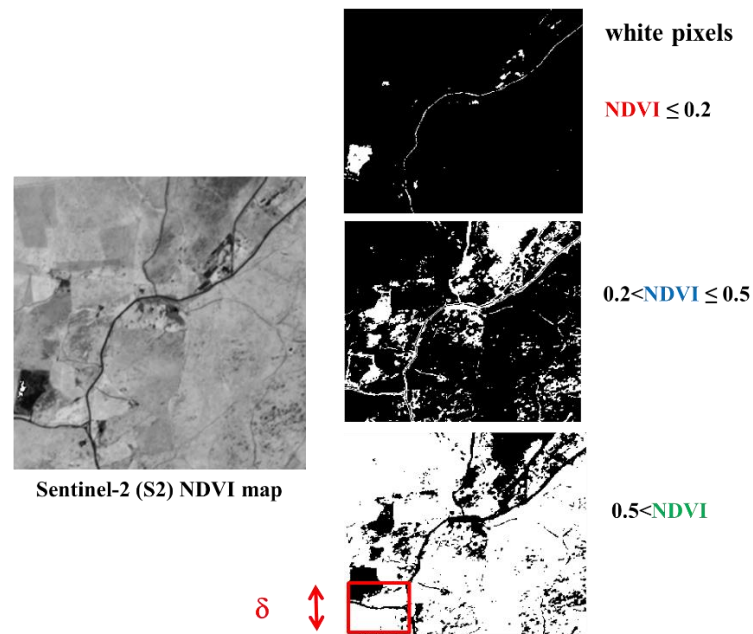 white pixels
NDVI ≤ 0.2
0.2<NDVI ≤ 0.5
Sentinel-2 (S2) NDVI map
0.5<NDVI
δ